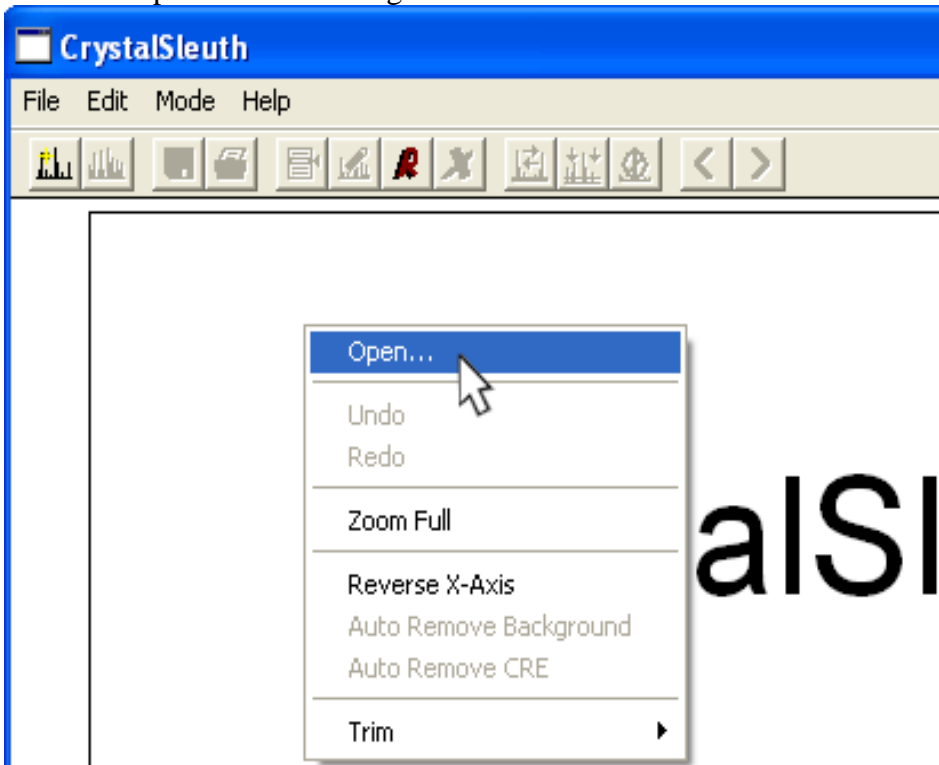 CrystalSleuth
File Edit Mode Help
Open...
Undo
Redo
Zoom Full
alSl
Reverse X-Axis
Auto Remove Background
Auto Remove CRE
Trim